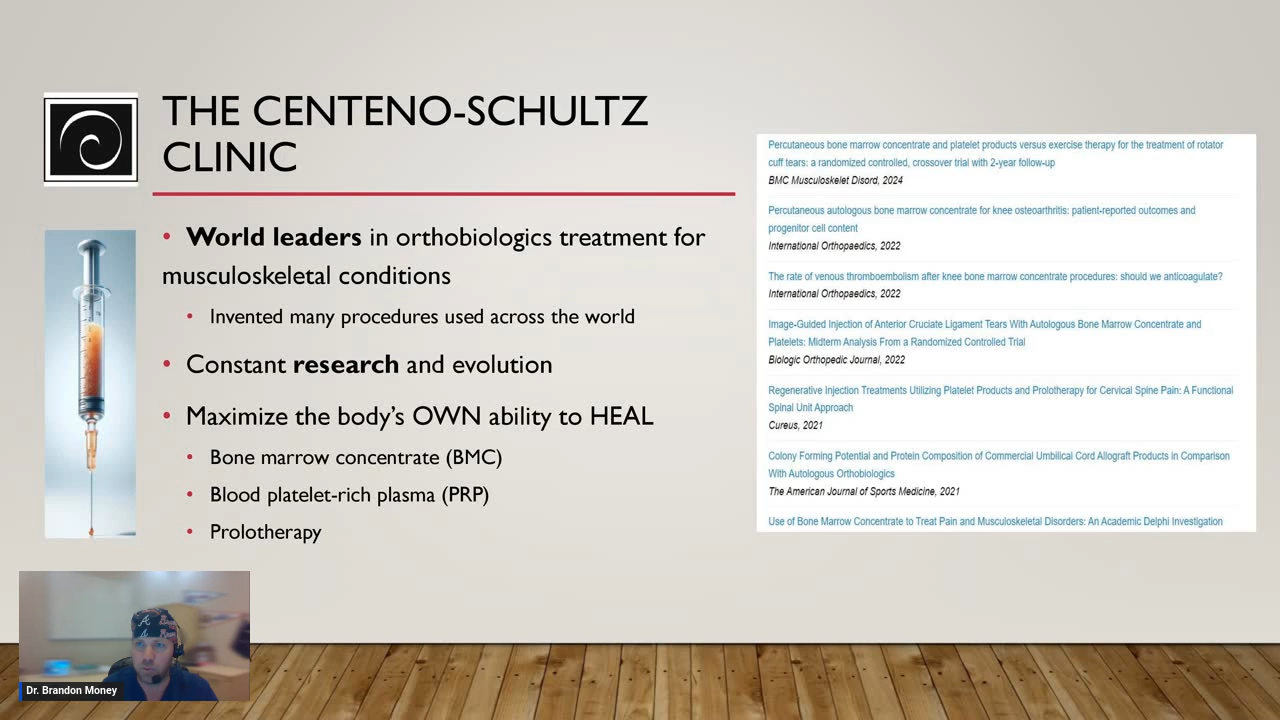 THE CENTENO-SCHULTZ
CLINIC
• World leaders in orthobiologics treatment for
musculoskeletal conditions
• Invented many procedures used across the world
• Constant research and evolution
• Maximize the body’s OWN ability to HEAL
• Bone marrow concentrate (BMC)
• Blood platelet-rich plasma (PRP)
• Prolotherapy
Percutaneous bone marrow concentrate and platelet products versus exercise therapy for the treatment of rotator
cuff tears: a randomized controlled, crossover trial with 2-year follow-up
BMC Musculoskelet Disord, 2024
Percutaneous autologous bone marrow concentrate for knee osteoarthritis: patient-reported outcomes and
progenitor cell content
International Orthopaedics, 2022
The rate of venous thromboembolism after knee bone marrow concentrate procedures: should we anticoagulate?
International Orthopaedics, 2022
Image-Guided Injection of Anterior Cruciate Ligament Tears With Autologous Bone Marrow Concentrate and
Platelets: Midterm Analysis From a Randomized Controlled Trial
Biologic Orthopedic Journal, 2022
Regenerative Injection Treatments Utilizing Platelet Products and Prolotherapy for Cervical Spine Pain: A Functional
Spinal Unit Approach
Cureus, 2021
Colony Forming Potential and Protein Composition of Commercial Umbilical Cord Allograft Products in Comparison
With Autologous Orthobiologics
The American Journal of Sports Medicine, 2021
Use of Bone Marrow Concentrate to Treat Pain and Musculoskeletal Disorders: An Academic Delphi Investigation
Dr. Brandon Money